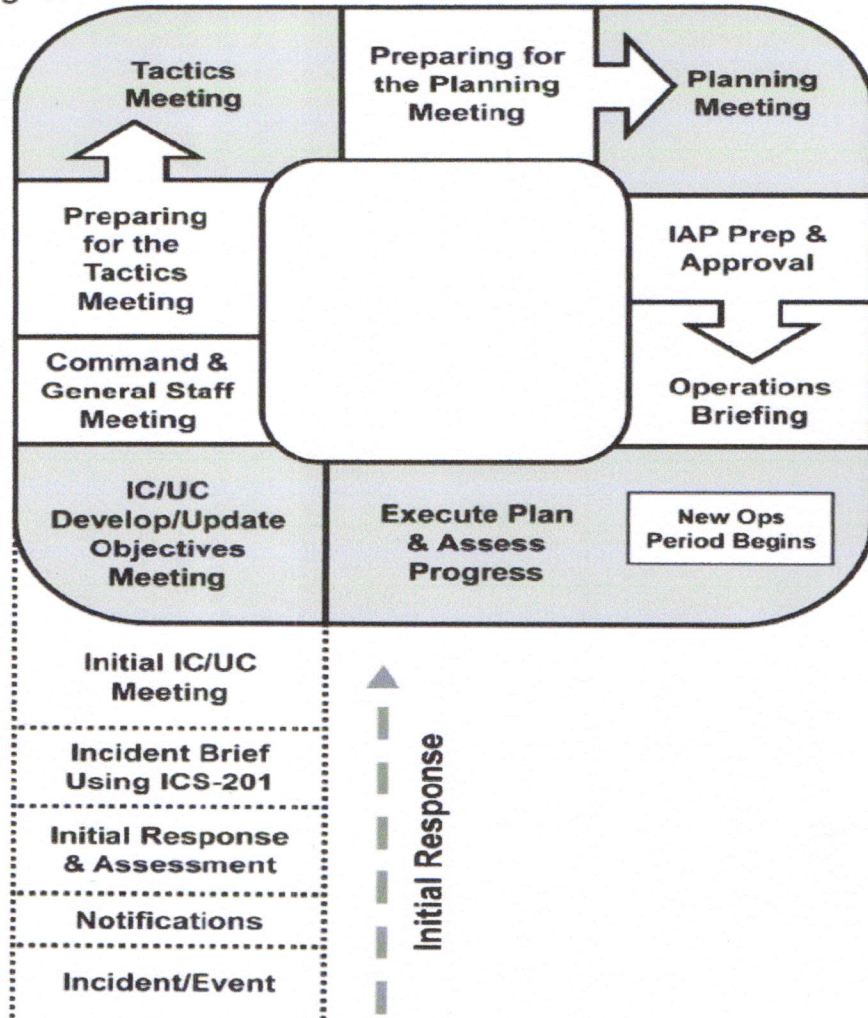 Tactics
Meeting
Preparing for
the Planning
Meeting
Planning
Meeting
Preparing
for the
Tactics
Meeting
IAP Prep &
Approval
Command &
General Staff
Meeting
Operations
Briefing
IC/UC
Develop/Update
Objectives
Meeting
Execute Plan
& Assess
Progress
New Ops
Period Begins
Initial IC/UC
Meeting
Incident Brief
Using ICS-201
Initial Response
& Assessment
Notifications
Incident/Event
Initial Response